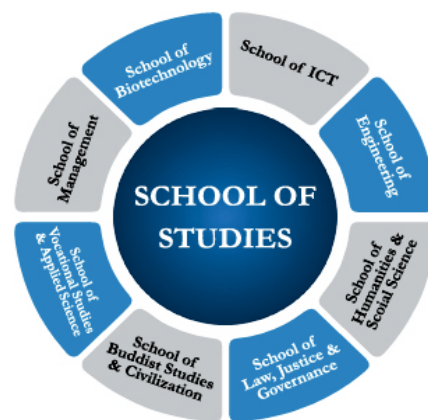 SCHOOL OF
STUDIES
School of
Biotechnology
School of ICT
School of
Engineering
School of
Humanities &
Scoial Science
School of
Law, Justice &
Governance
School of
Buddist Studies
& Civilization
School of
Vocational Studies
& Applied Science
School of
Management